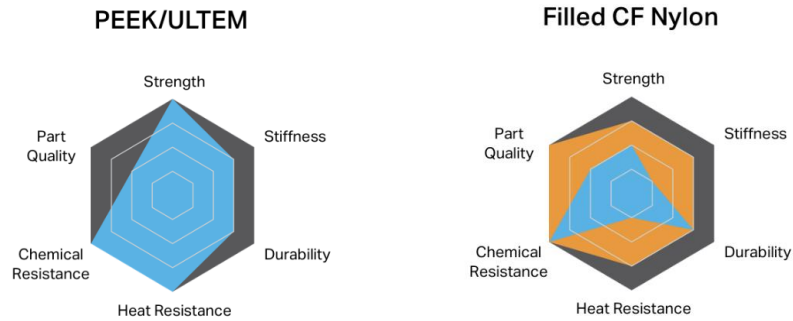 PEEK/ULTEM
Strength
Part
Quality
Stiffness
Chemical
Resistance
Durability
Heat Resistance
Filled CF Nylon
Strength
Part
Quality
Stiffness
Chemical
Resistance
Durability
Heat Resistance